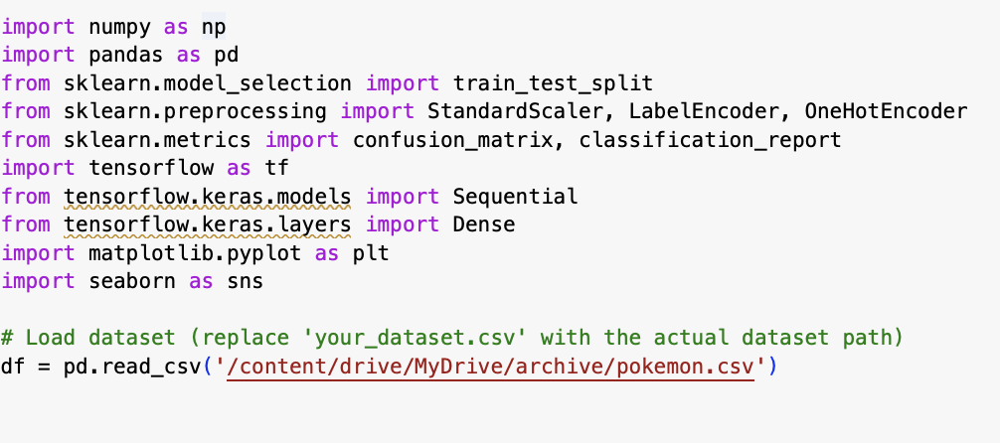 import numpy as np
import pandas as pd
from sklearn.model_selection import train_test_split
from sklearn.preprocessing import StandardScaler, LabelEncoder, OneHotEncoder
from sklearn.metrics import confusion_matrix, classification_report
import tensorflow as tf
from tensorflow.keras.models import Sequential
from tensorflow.keras.layers import Dense
import matplotlib.pyplot as plt
import seaborn as sns
# Load dataset (replace 'your_dataset.csv' with the actual dataset path)
df = pd.read_csv('/content/drive/MyDrive/archive/pokemon.csv')